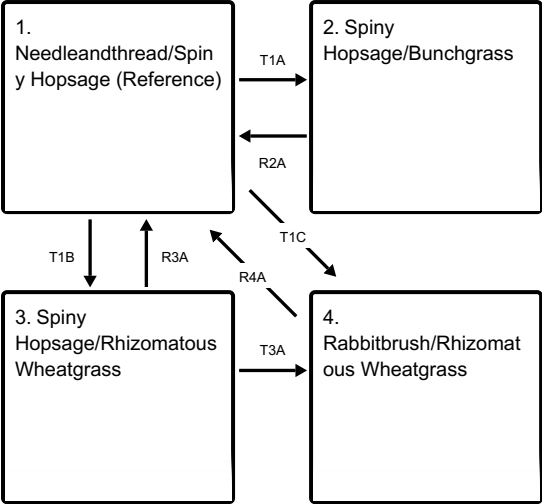 1.
Needleandthread/Spin
y Hopsage (Reference)
2. Spiny
Hopsage/Bunchgrass
T1A
R2A
T1C
T1B
R3A
R4A
3. Spiny
Hopsage/Rhizomatous
Wheatgrass
4.
Rabbitbrush/Rhizomat
ous Wheatgrass
T3A